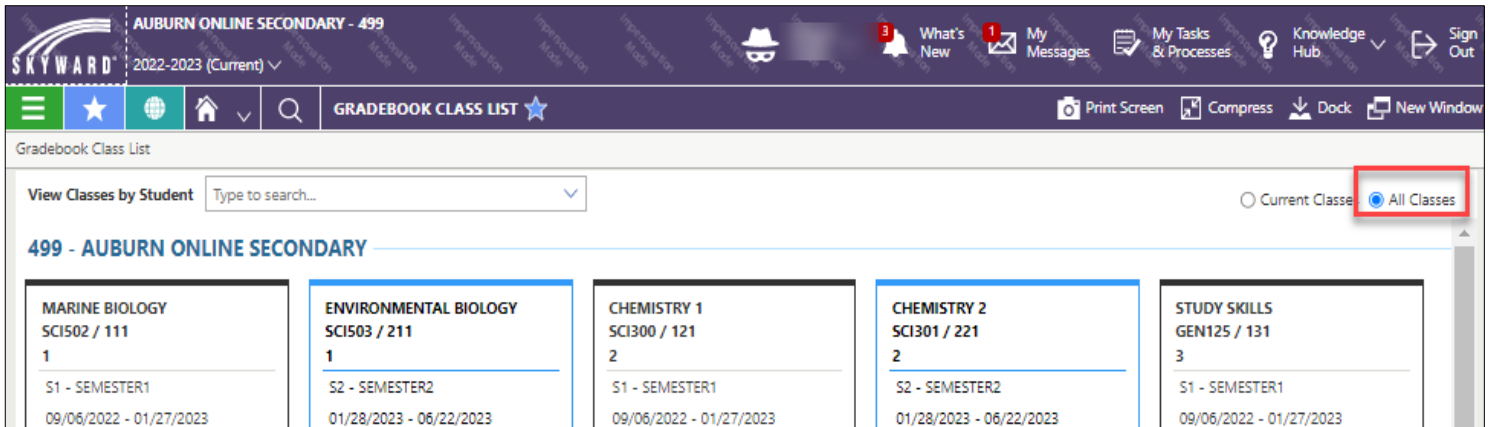 AUBURN ONLINE SECONDARY - 499
SKYWARD
2022-2023 (Current)
3
What's
New
1
My
Messages
My Tasks
& Processes
Knowledge
Hub
Sign
Out
Impersonation
Mode
GRADEBOOK CLASS LIST
Print Screen
Compress
Dock
New Window
Gradebook Class List
View Classes by Student
Type to search...
Current Classe
All Classes
499 - AUBURN ONLINE SECONDARY
MARINE BIOLOGY
SCI502 / 111
1
S1 - SEMESTER1
09/06/2022 - 01/27/2023
ENVIRONMENTAL BIOLOGY
SCI503 / 211
1
S2 - SEMESTER2
01/28/2023 - 06/22/2023
CHEMISTRY 1
SCI300 / 121
2
S1 - SEMESTER1
09/06/2022 - 01/27/2023
CHEMISTRY 2
SCI301 / 221
2
S2 - SEMESTER2
01/28/2023 - 06/22/2023
STUDY SKILLS
GEN125 / 131
3
S1 - SEMESTER1
09/06/2022 - 01/27/2023